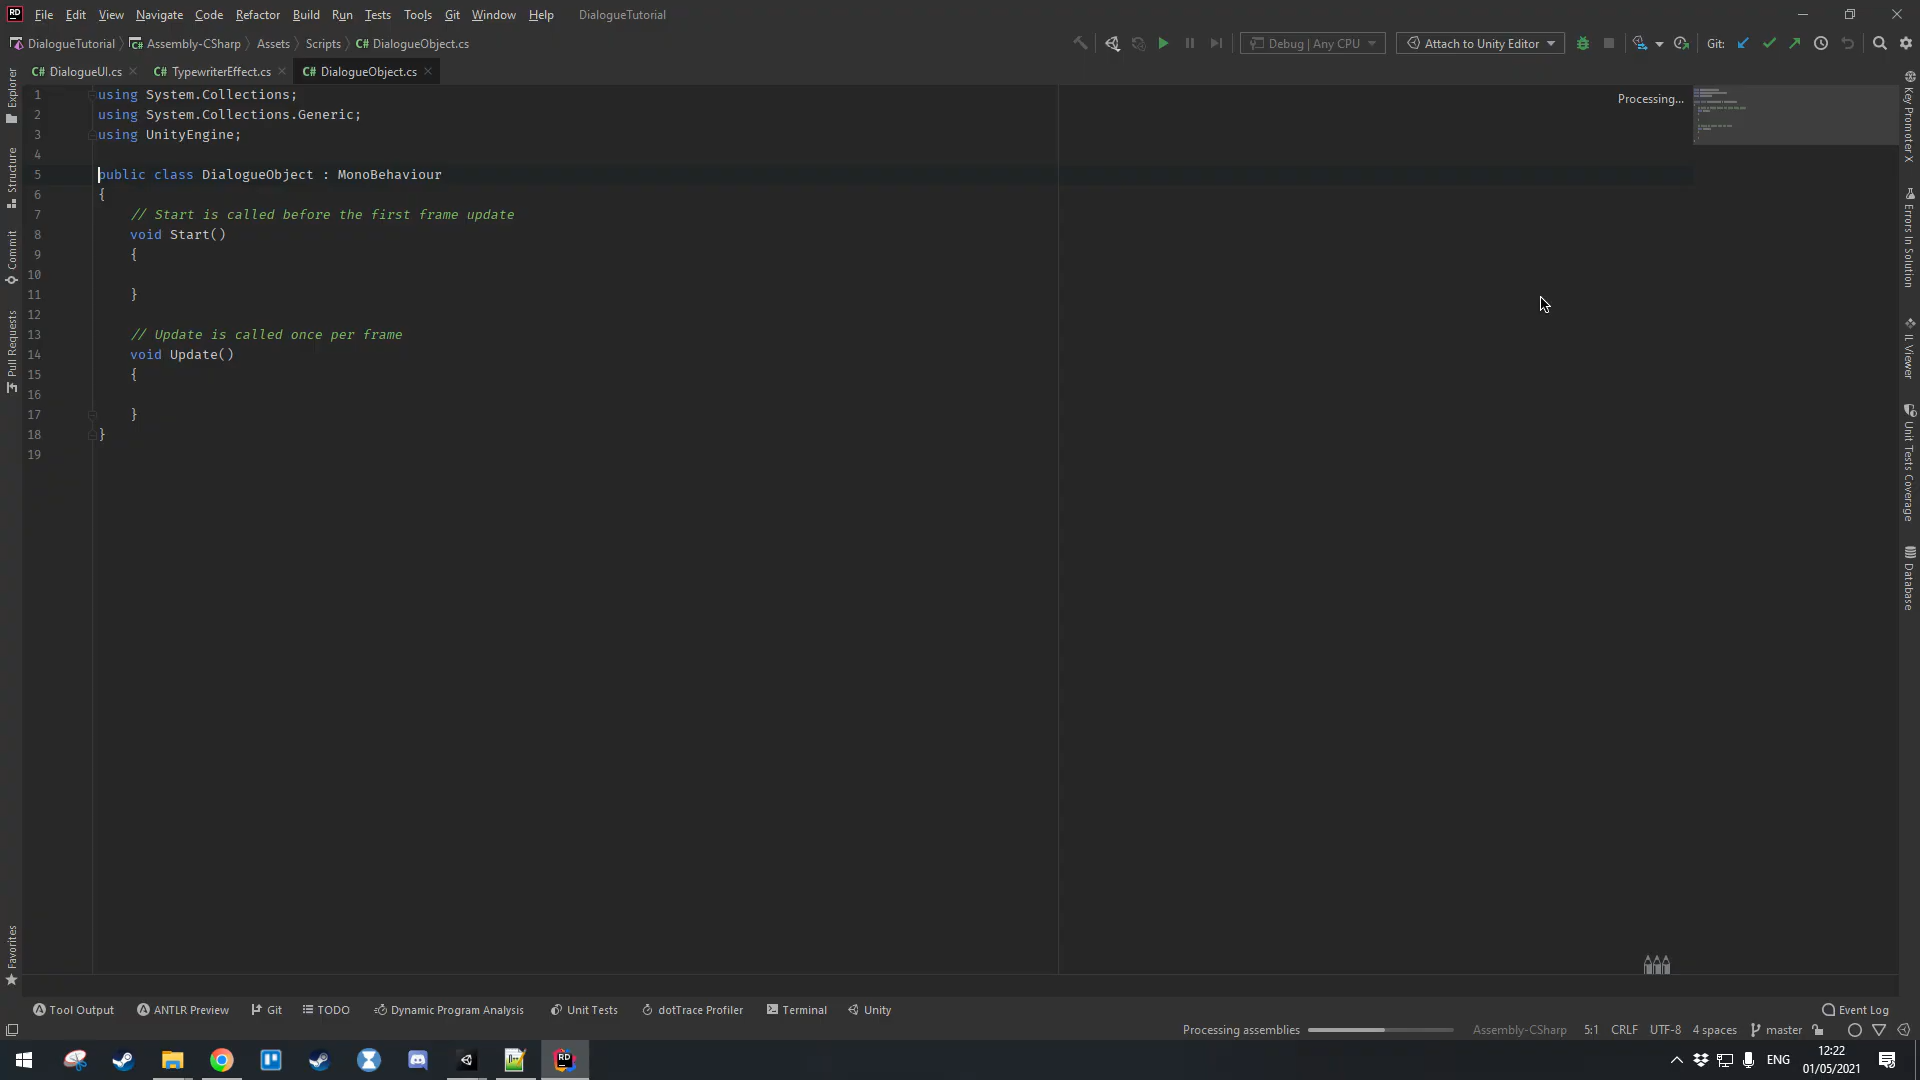 RD File Edit View Navigate Code Refactor Build Run Tests Tools Git Window Help DialogueTutorial
DialogueTutorial Assembly-CSharp Assets Scripts C# DialogueObject.cs Debug | Any CPU Attach to Unity Editor Git:
C# DialogueUI.cs C# TypewriterEffect.cs C# DialogueObject.cs
Processing...
1 using System.Collections;
2 using System.Collections.Generic;
3 using UnityEngine;
4
5 public class DialogueObject : MonoBehaviour
6 {
7 // Start is called before the first frame update
8 void Start()
9 {
10
11 }
12
13 // Update is called once per frame
14 void Update()
15 {
16
17 }
18 }
19
Explorer
Structure
Commit
Pull Requests
Favorites
Key Promoter X
Errors In Solution
IL Viewer
Unit Tests Coverage
Database
Tool Output ANTLR Preview Git TODO Dynamic Program Analysis Unit Tests dotTrace Profiler Terminal Unity Event Log
Processing assemblies Assembly-CSharp 5:1 CRLF UTF-8 4 spaces master
RD ENG 12:22
01/05/2021